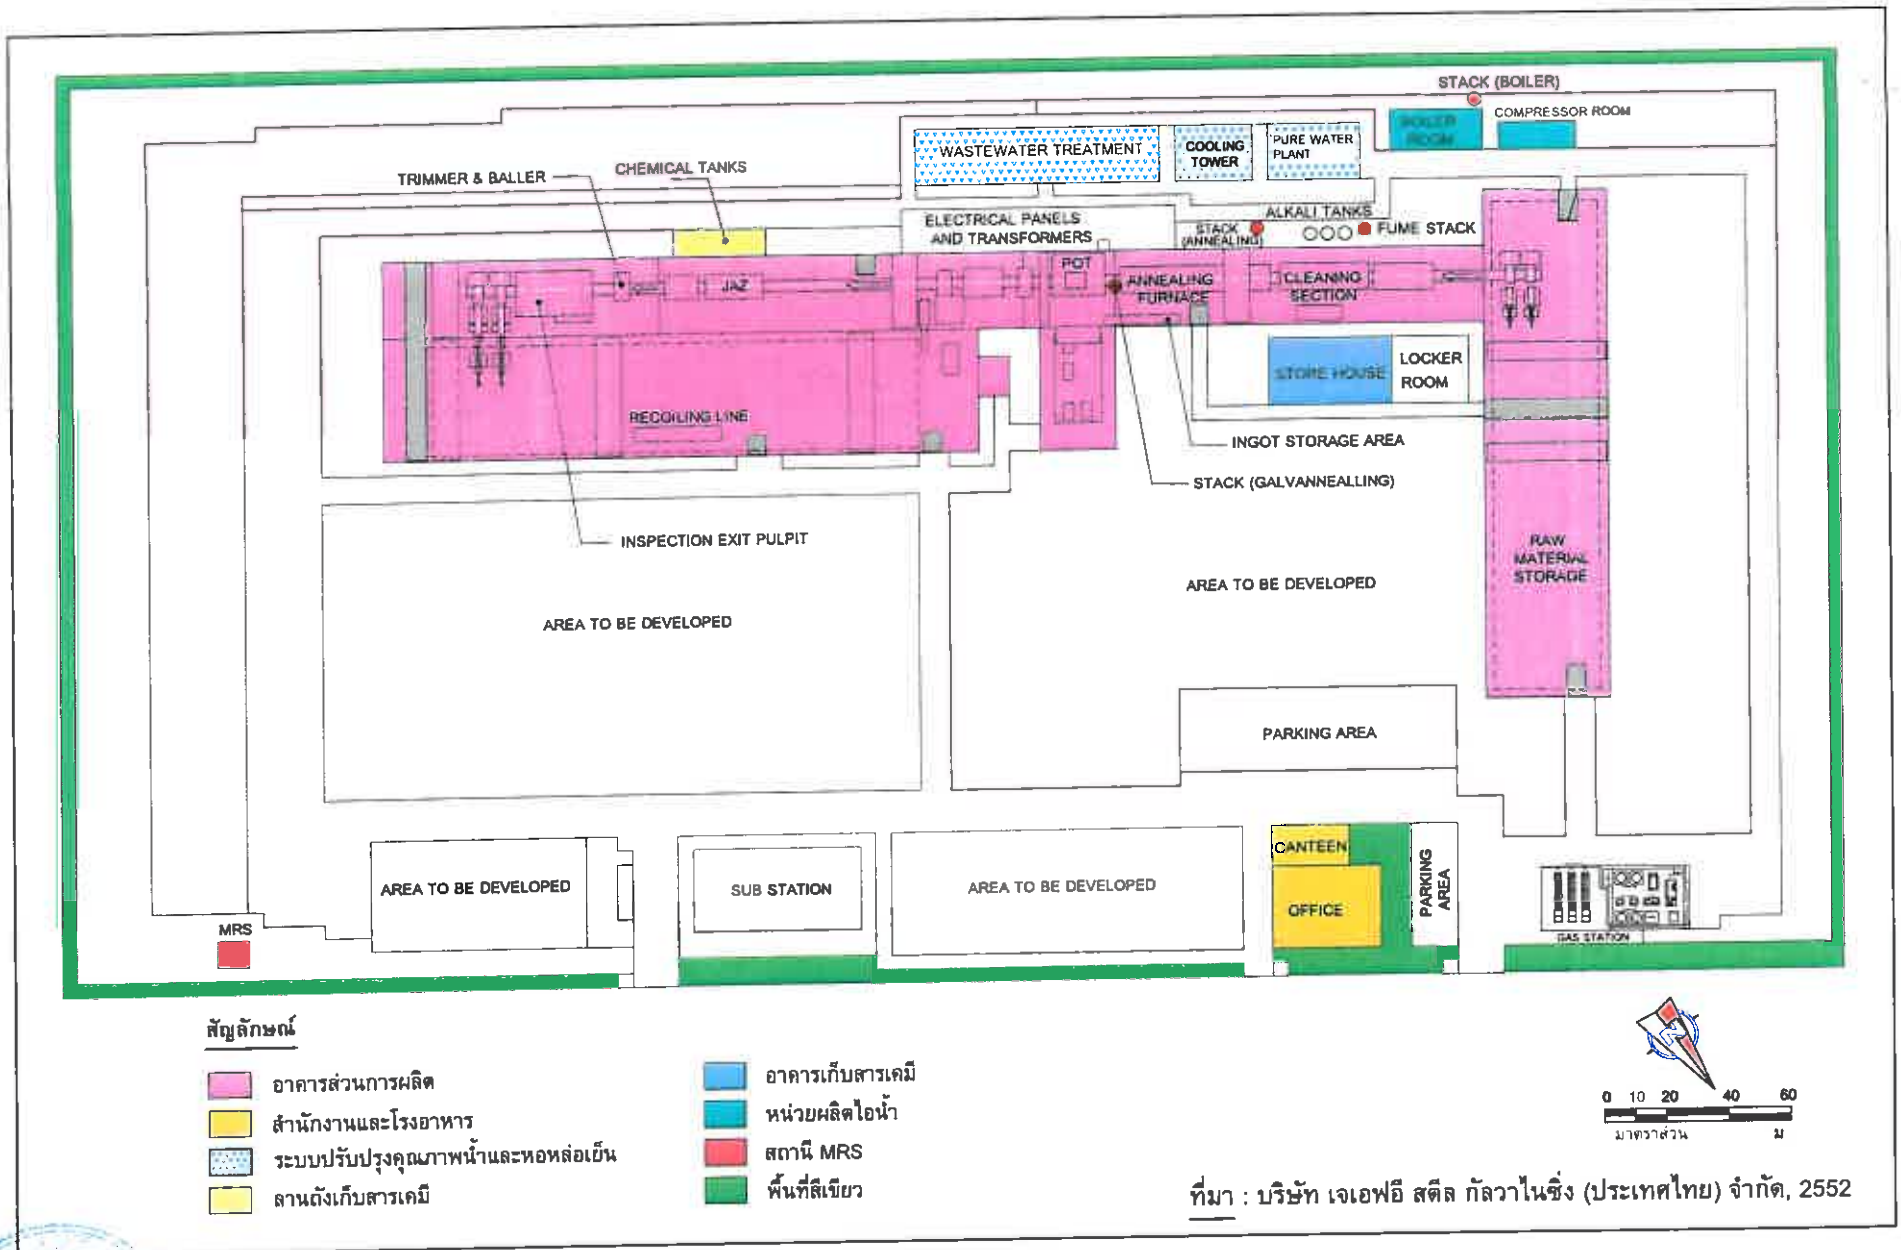 STACK (BOILER)
BOILER
ROOM
COMPRESSOR ROOM
WASTEWATER TREATMENT
COOLING
TOWER
PURE WATER
PLANT
TRIMMER & BALLER
CHEMICAL TANKS
ELECTRICAL PANELS
AND TRANSFORMERS
STACK
(ANNEALING)
ALKALI TANKS
FUME STACK
JAZ
POT
ANNEALING
FURNACE
CLEANING
SECTION
STORE HOUSE
LOCKER
ROOM
RECOILING LINE
INGOT STORAGE AREA
STACK (GALVANNEALLING)
INSPECTION EXIT PULPIT
RAW
MATERIAL
STORAGE
AREA TO BE DEVELOPED
AREA TO BE DEVELOPED
PARKING AREA
AREA TO BE DEVELOPED
SUB STATION
AREA TO BE DEVELOPED
CANTEEN
OFFICE
PARKING
AREA
GAS STATION
MRS
สัญลักษณ์
อาคารส่วนการผลิต
สำนักงานและโรงอาหาร
ระบบปรับปรุงคุณภาพน้ำและหอหล่อเย็น
ลานถังเก็บสารเคมี
อาคารเก็บสารเคมี
หน่วยผลิตไอน้ำ
สถานี MRS
พื้นที่สีเขียว
N
0 10 20 40 60
มาตราส่วน ม
ที่มา : บริษัท เจเอฟอี สตีล กัลวาไนซิ่ง (ประเทศไทย) จำกัด, 2552